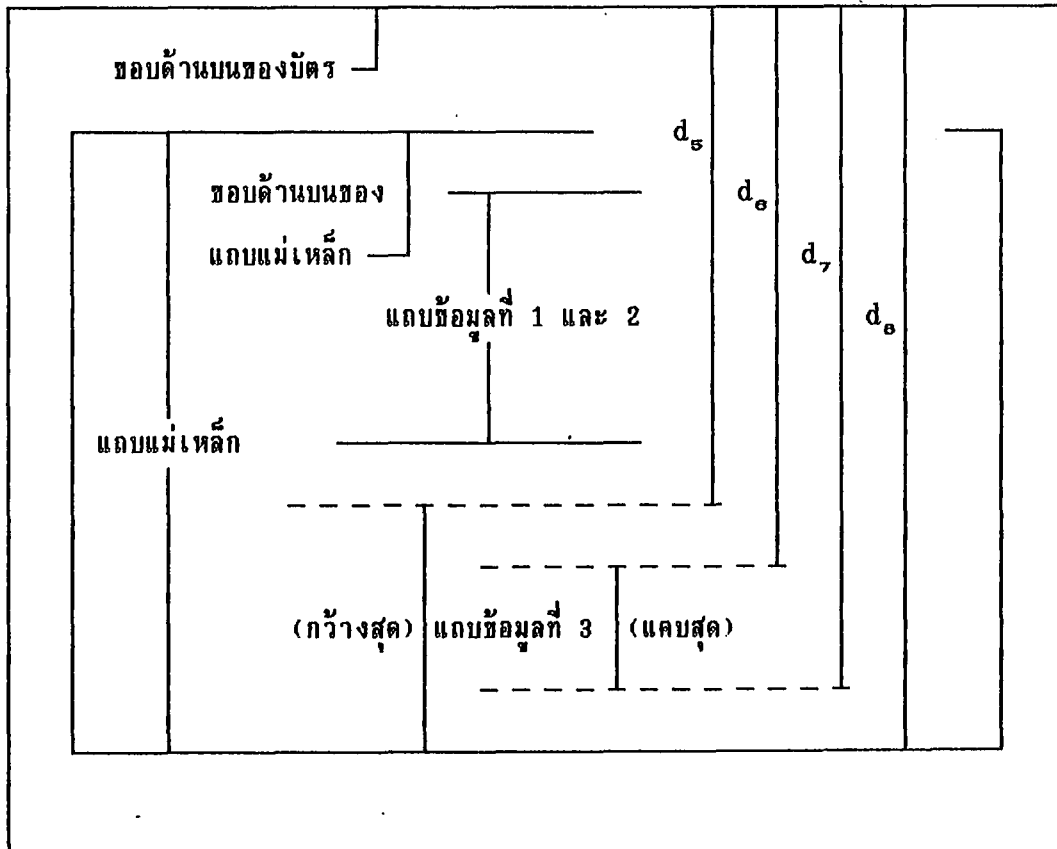 ขอบด้านบนของบัตร
d₅
ขอบด้านบนของ
d₆
แถบแม่เหล็ก
d₇
แถบข้อมูลที่ 1 และ 2
d₈
แถบแม่เหล็ก
(กว้างสุด) แถบข้อมูลที่ 3 (แคบสุด)